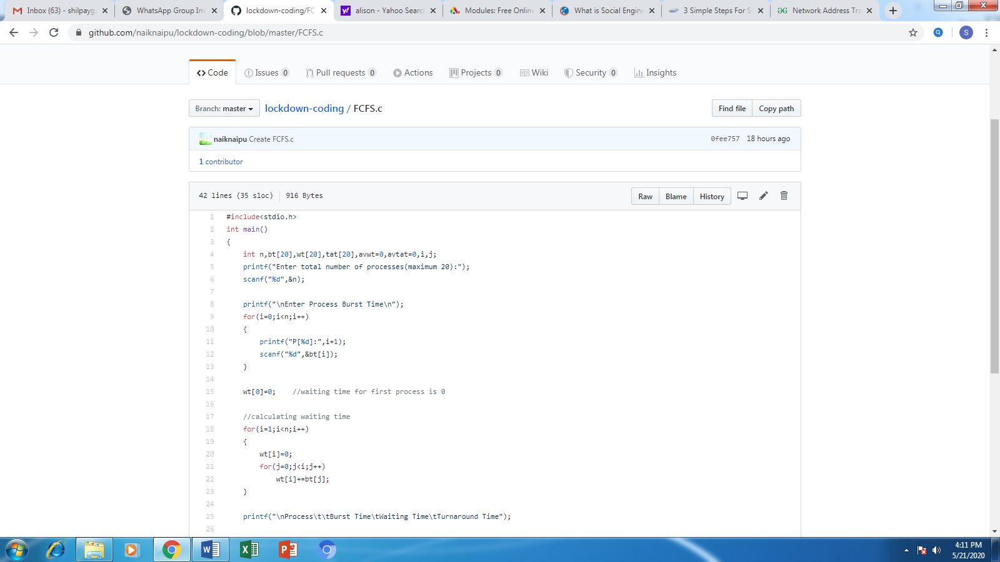 Inbox (63) - shilpayg
WhatsApp Group Inv
lockdown-coding/FC
alison - Yahoo Search
Modules: Free Online
What is Social Engine
3 Simple Steps For S
Network Address Tra
github.com/naiknaipu/lockdown-coding/blob/master/FCFS.c
S
Code
Issues 0
Pull requests 0
Actions
Projects 0
Wiki
Security 0
Insights
Branch: master
lockdown-coding / FCFS.c
Find file
Copy path
naiknaipu Create FCFS.c
0fee757 18 hours ago
1 contributor
42 lines (35 sloc) 916 Bytes
Raw
Blame
History
1 #include<stdio.h>
2 int main()
3 {
4 int n,bt[20],wt[20],tat[20],avwt=0,avtat=0,i,j;
5 printf("Enter total number of processes(maximum 20):");
6 scanf("%d",&n);
7
8 printf("\nEnter Process Burst Time\n");
9 for(i=0;i<n;i++)
10 {
11 printf("P[%d]:",i+1);
12 scanf("%d",&bt[i]);
13 }
14
15 wt[0]=0; //waiting time for first process is 0
16
17 //calculating waiting time
18 for(i=1;i<n;i++)
19 {
20 wt[i]=0;
21 for(j=0;j<i;j++)
22 wt[i]+=bt[j];
23 }
24
25 printf("\nProcess\t\tBurst Time\tWaiting Time\tTurnaround Time");
26
4:11 PM
5/21/2020